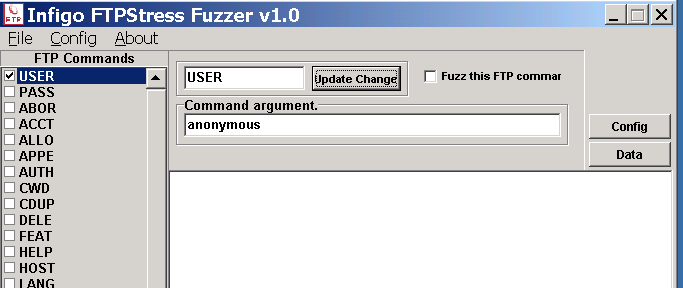 Infigo FTPStress Fuzzer v1.0
File Config About
FTP Commands
USER
PASS
ABOR
ACCT
ALLO
APPE
AUTH
CWD
CDUP
DELE
FEAT
HELP
HOST
LANG
USER
Update Change
Fuzz this FTP commar
Command argument.
anonymous
Config
Data